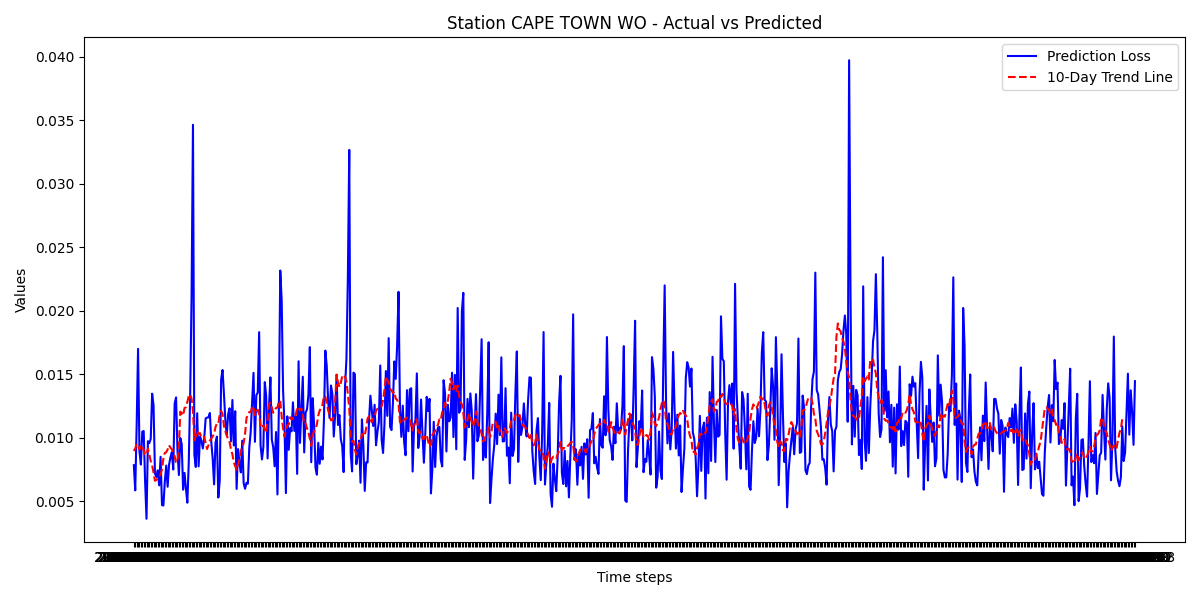 Station CAPE TOWN WO - Actual vs Predicted
Prediction Loss
10-Day Trend Line
0.040
0.035
0.030
0.025
0.020
0.015
0.010
0.005
Values
Time steps